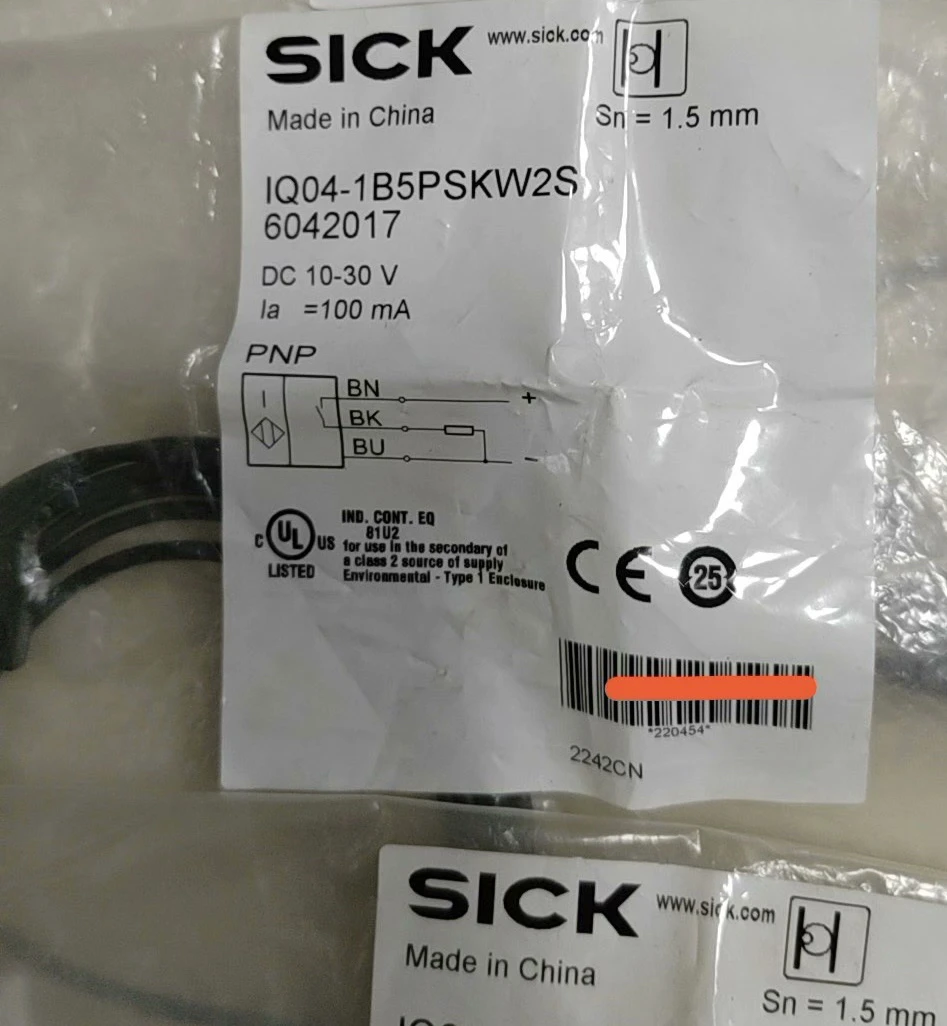 SICK
www.sick.com
Made in China
Sn = 1.5 mm
IQ04-1B5PSKW2S
6042017
DC 10-30 V
Ia =100 mA
PNP
BN
+
BK
BU
-
C UL US
LISTED
IND. CONT. EQ
81U2
for use in the secondary of
a class 2 source of supply
Environmental - Type 1 Enclosure
CE
25
*220454*
2242CN
SICK
www.sick.com
Made in China
Sn = 1.5 mm